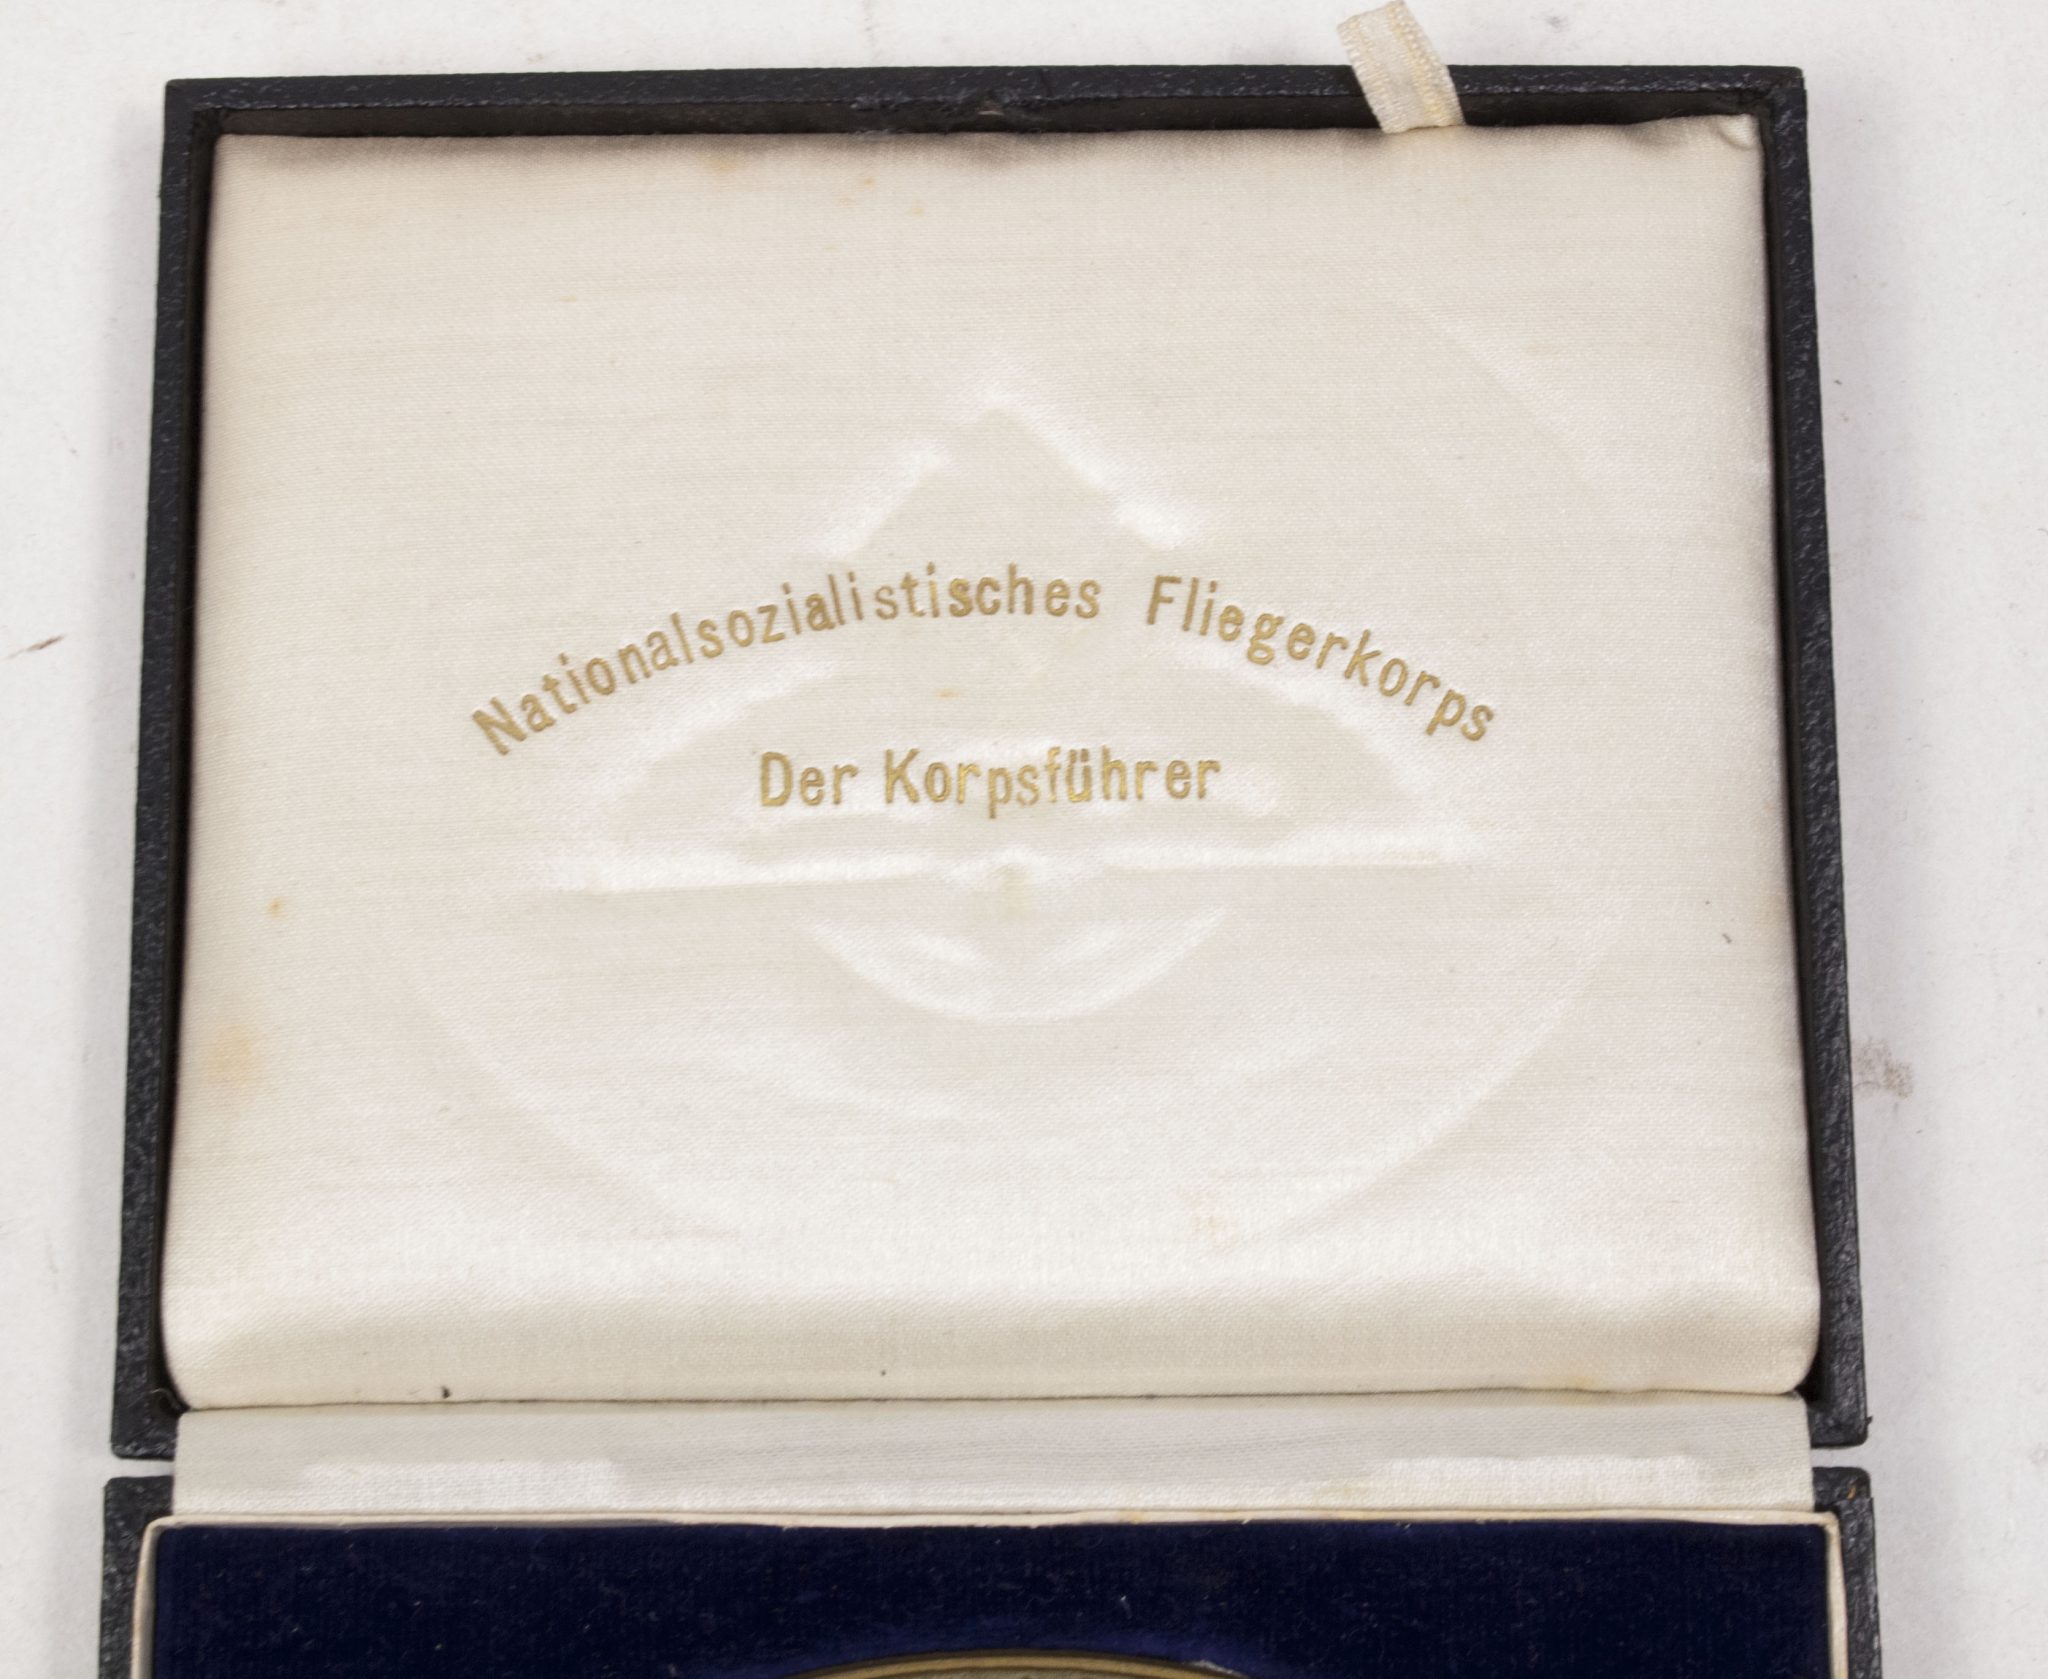 Nationalsozialistisches Fliegerkorps
Der Korpsführer